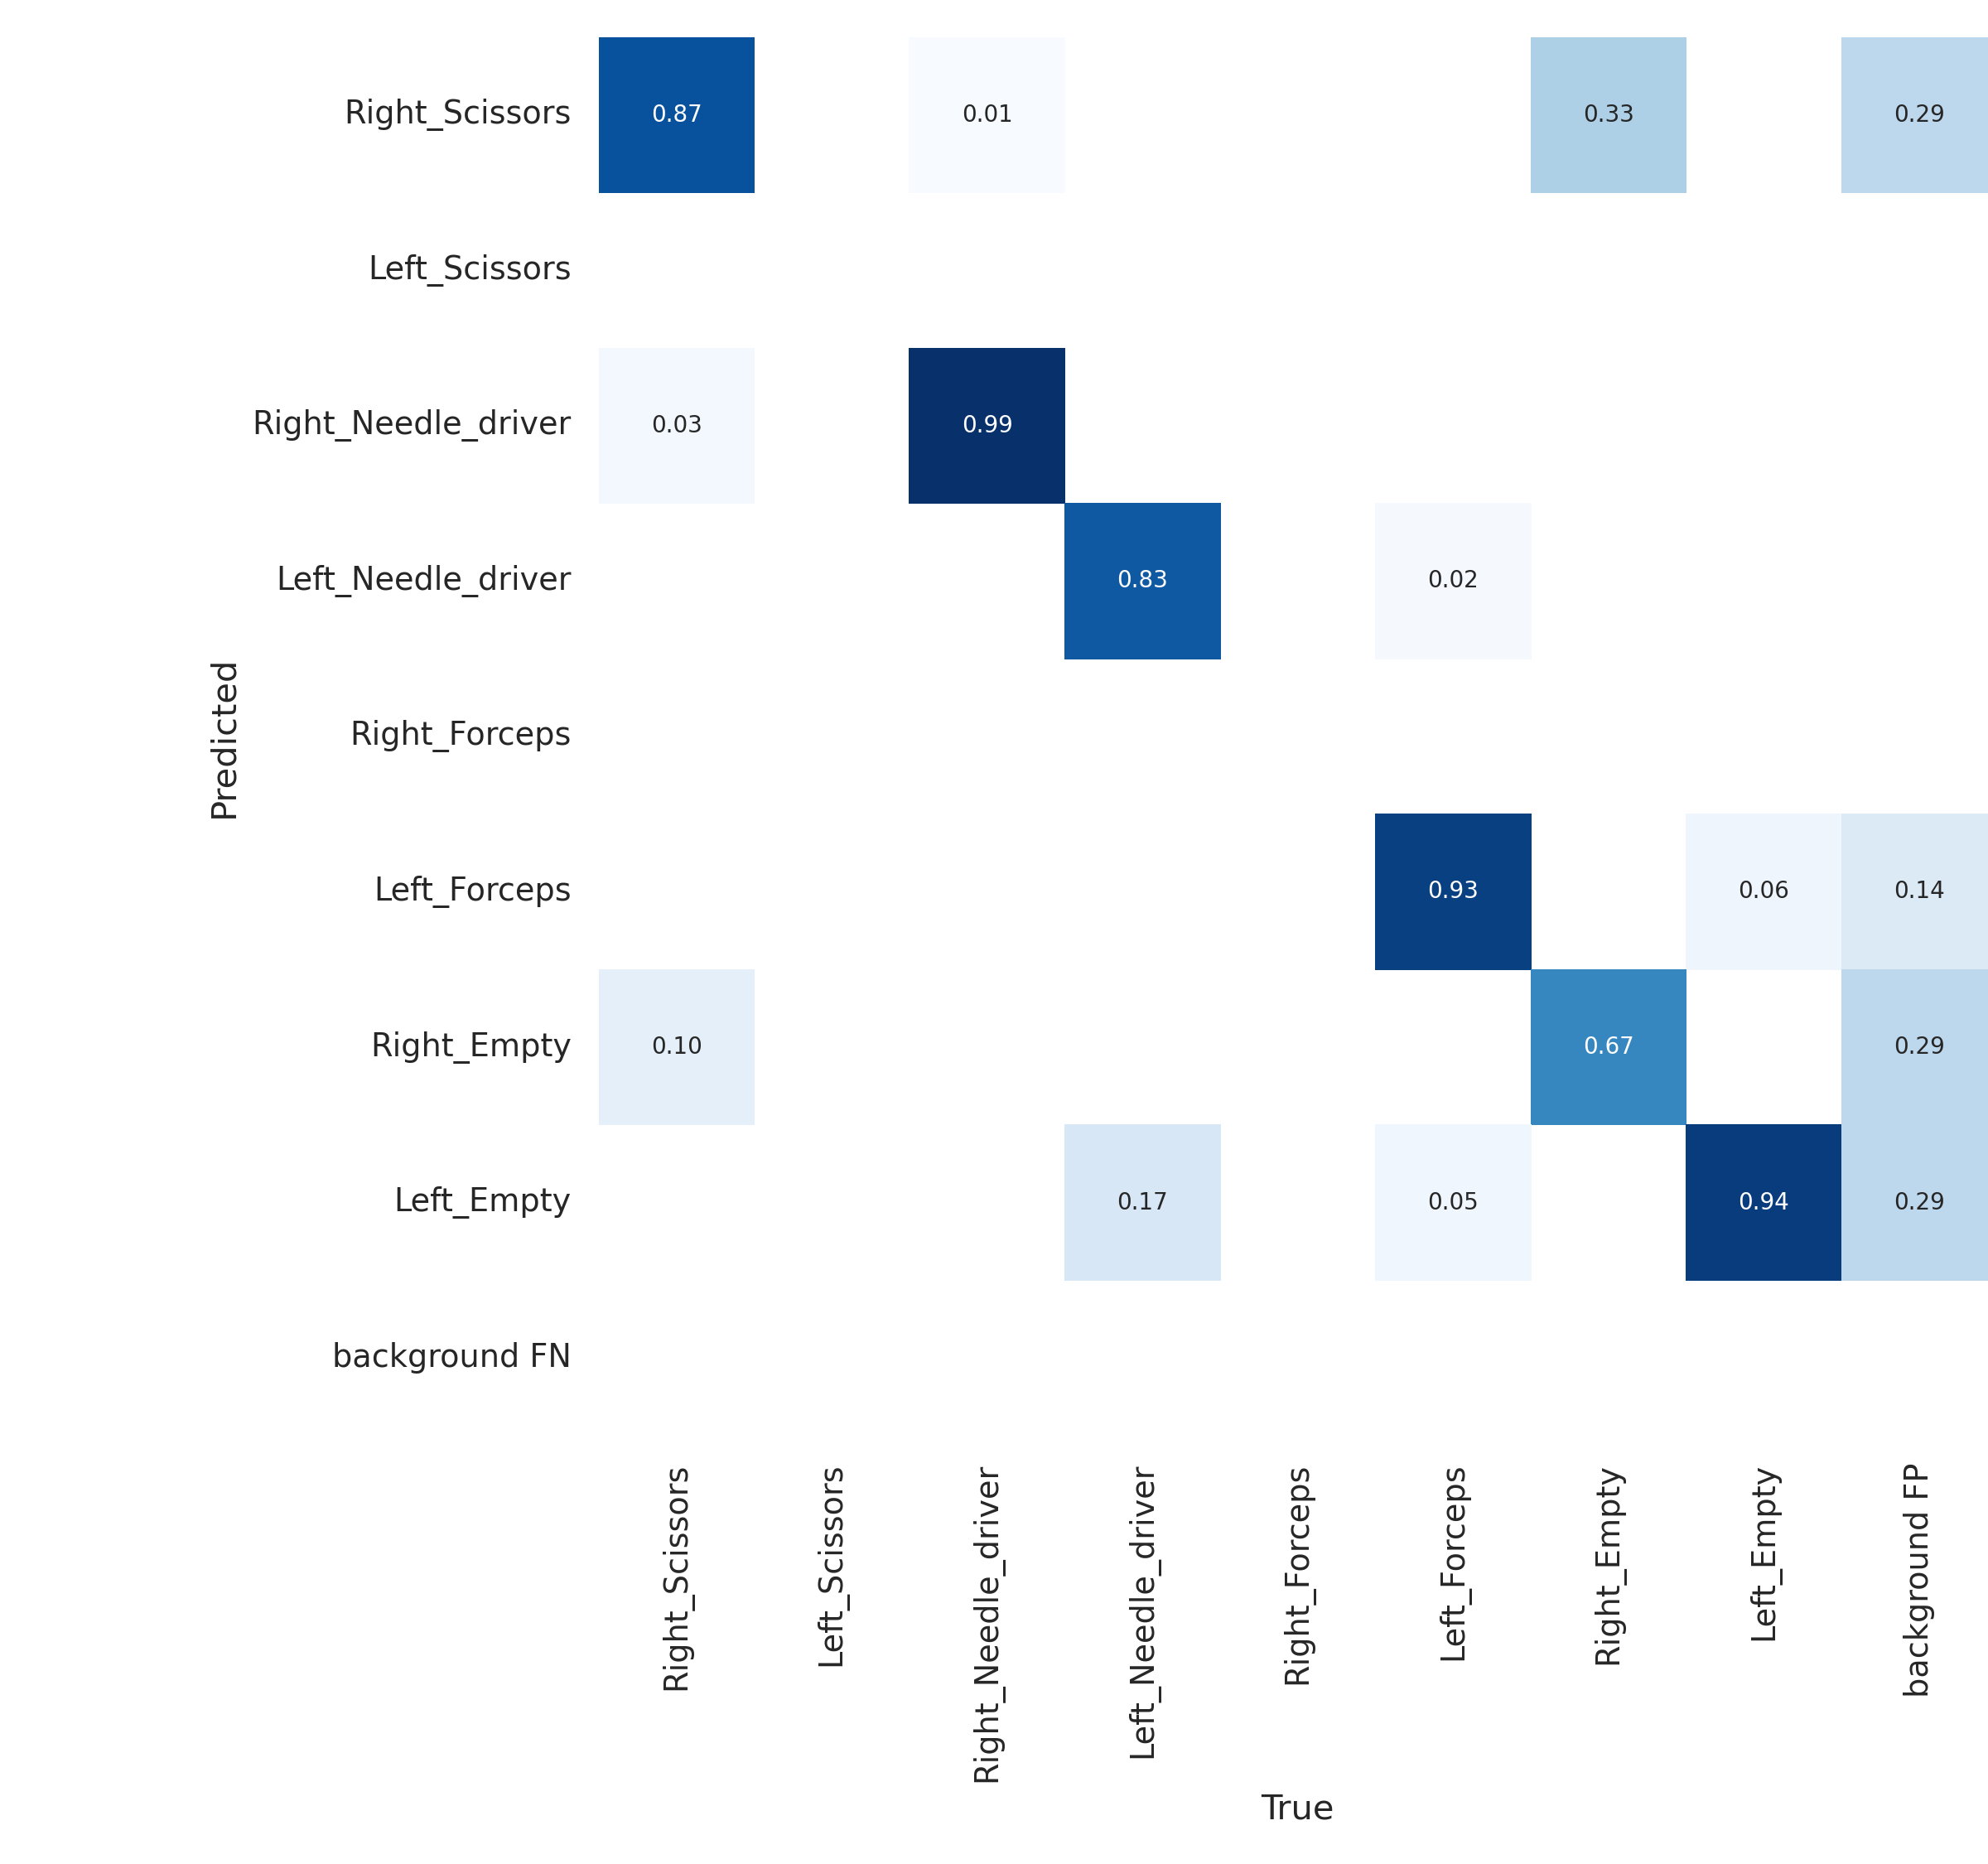 Right_Scissors 0.87 0.01 0.33 0.29
Left_Scissors
Right_Needle_driver 0.03 0.99
Left_Needle_driver 0.83 0.02
Predicted
Right_Forceps
Left_Forceps 0.93 0.06 0.14
Right_Empty 0.10 0.67 0.29
Left_Empty 0.17 0.05 0.94 0.29
background FN
Right_Scissors
Left_Scissors
Right_Needle_driver
Left_Needle_driver
Right_Forceps
Left_Forceps
Right_Empty
Left_Empty
background FP
True